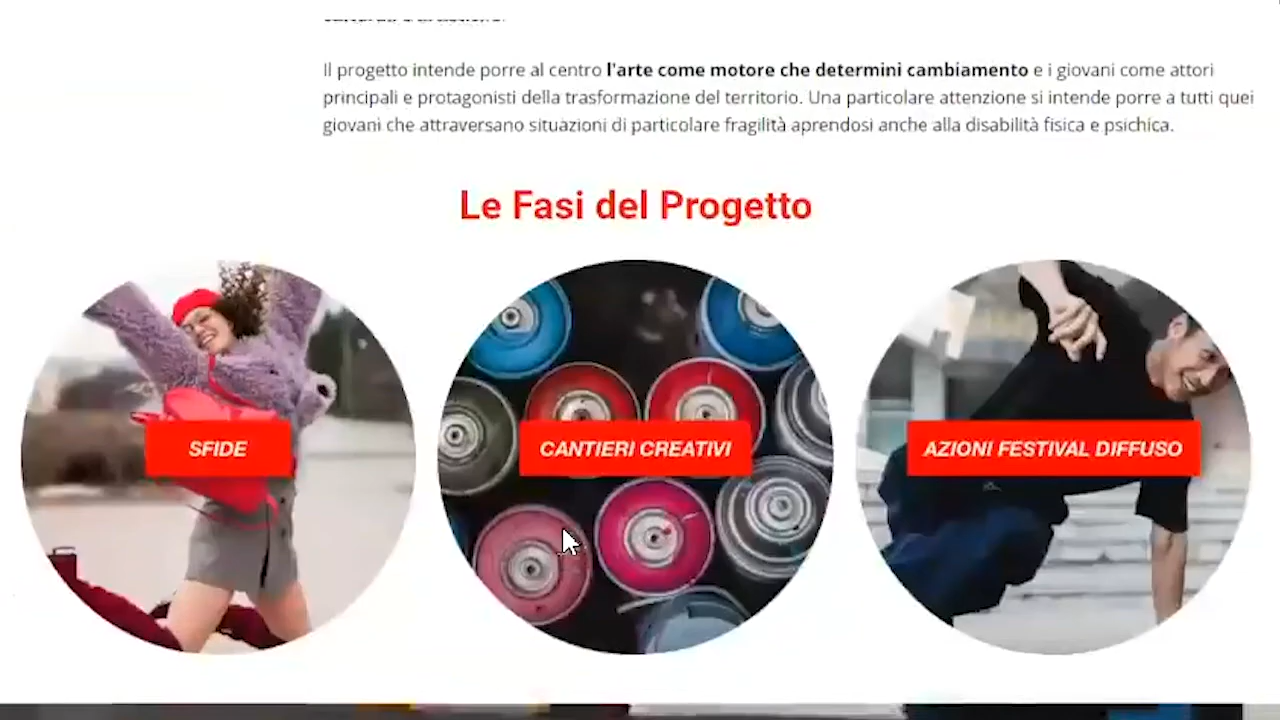 Il progetto intende porre al centro l'arte come motore che determini cambiamento e i giovani come attori
principali e protagonisti della trasformazione del territorio. Una particolare attenzione si intende porre a tutti quei
giovani che attraversano situazioni di particolare fragilità aprendosi anche alla disabilità fisica e psichica.
Le Fasi del Progetto
SFIDE
CANTIERI CREATIVI
AZIONI FESTIVAL DIFFUSO